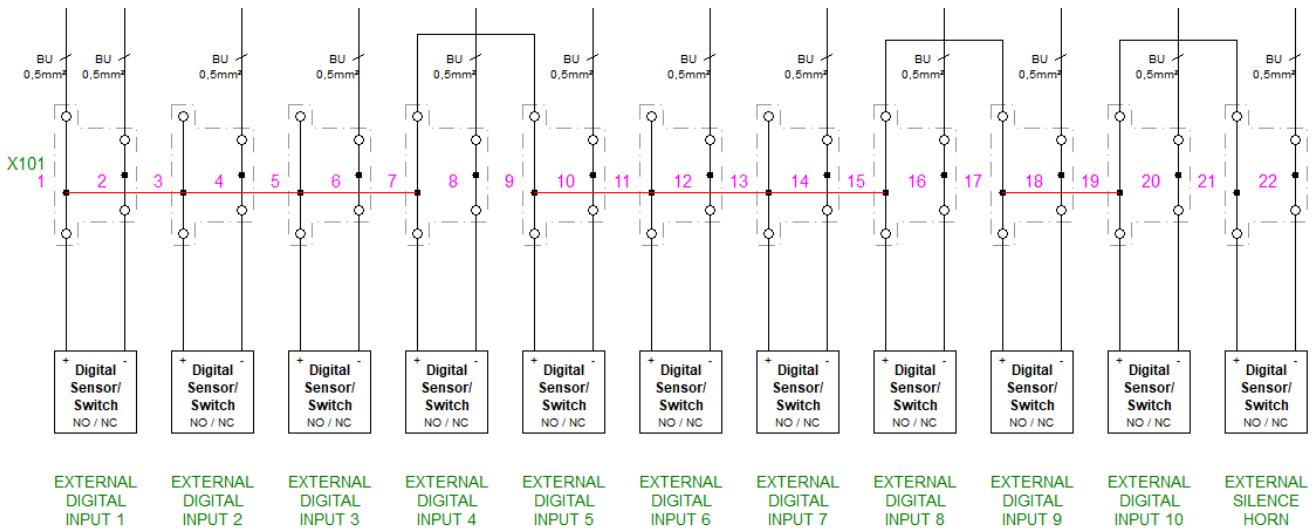 BU BU BU BU BU BU BU BU BU BU BU BU
0,5mm² 0,5mm² 0,5mm² 0,5mm² 0,5mm² 0,5mm² 0,5mm² 0,5mm² 0,5mm² 0,5mm² 0,5mm² 0,5mm²
X101
1 2 3 4 5 6 7 8 9 10 11 12 13 14 15 16 17 18 19 20 21 22
+ - + - + - + - + - + - + - + - + - + - + -
Digital Digital Digital Digital Digital Digital Digital Digital Digital Digital Digital
Sensor/ Sensor/ Sensor/ Sensor/ Sensor/ Sensor/ Sensor/ Sensor/ Sensor/ Sensor/ Sensor/
Switch Switch Switch Switch Switch Switch Switch Switch Switch Switch Switch
NO / NC NO / NC NO / NC NO / NC NO / NC NO / NC NO / NC NO / NC NO / NC NO / NC NO / NC
EXTERNAL EXTERNAL EXTERNAL EXTERNAL EXTERNAL EXTERNAL EXTERNAL EXTERNAL EXTERNAL EXTERNAL EXTERNAL
DIGITAL DIGITAL DIGITAL DIGITAL DIGITAL DIGITAL DIGITAL DIGITAL DIGITAL DIGITAL SILENCE
INPUT 1 INPUT 2 INPUT 3 INPUT 4 INPUT 5 INPUT 6 INPUT 7 INPUT 8 INPUT 9 INPUT 10 HORN